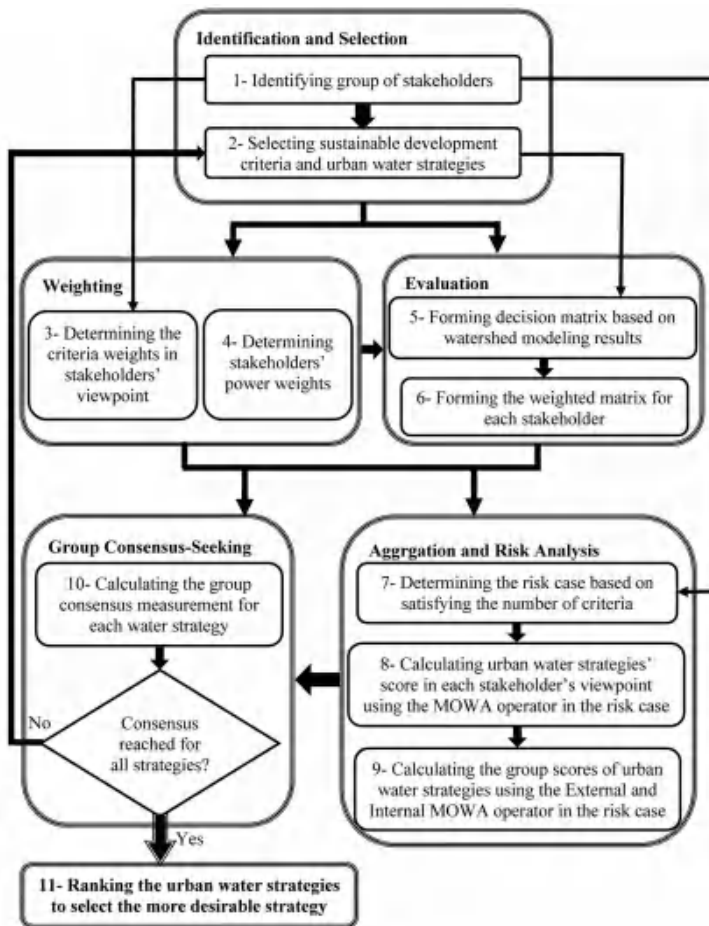 Identification and Selection
1- Identifying group of stakeholders
2- Selecting sustainable development
criteria and urban water strategies
Weighting
3- Determining the
criteria weights in
stakeholders'
viewpoint
4- Determining
stakeholders'
power weights
Evaluation
5- Forming decision matrix based on
watershed modeling results
6- Forming the weighted matrix for
each stakeholder
Group Consensus-Seeking
10- Calculating the group
consensus measurement for
each water strategy
No
Consensus
reached for
all strategies?
Yes
Aggrgation and Risk Analysis
7- Determining the risk case based on
satisfying the number of criteria
8- Calculating urban water strategies'
score in each stakeholder's viewpoint
using the MOWA operator in the risk case
9- Calculating the group scores of urban
water strategies using the External and
Internal MOWA operator in the risk case
11- Ranking the urban water strategies
to select the more desirable strategy